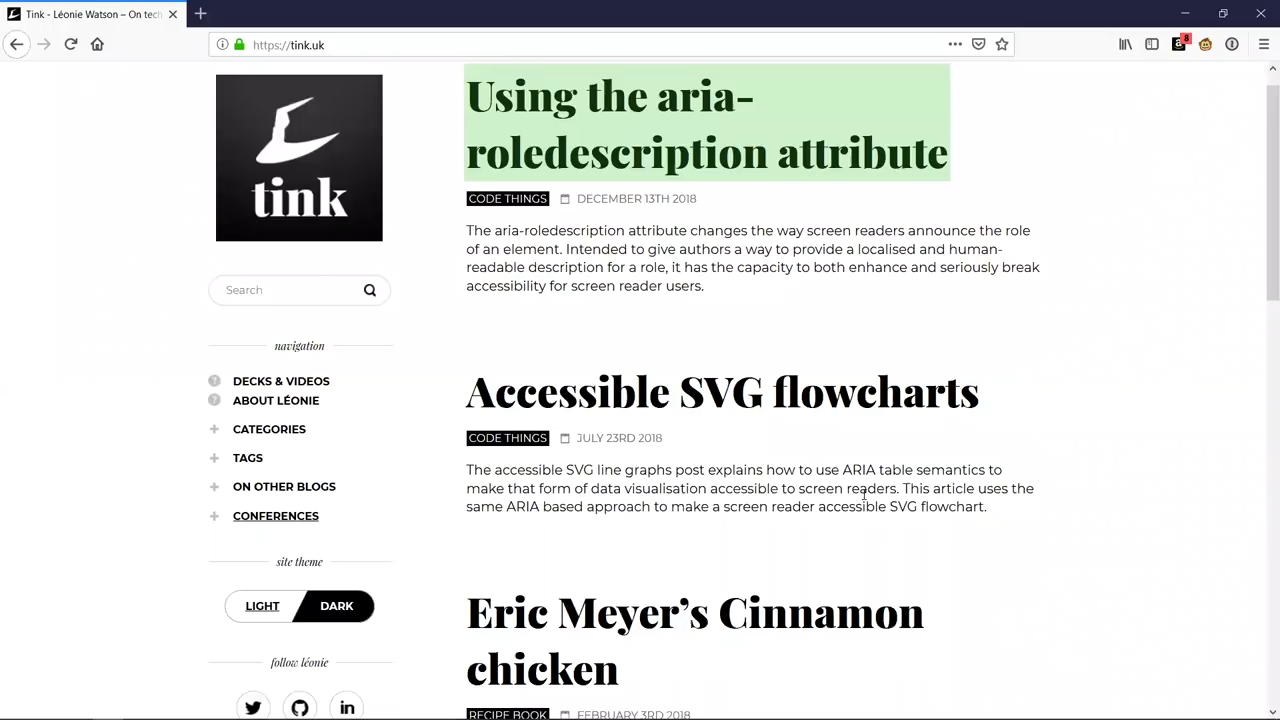 Tink - Léonie Watson – On tech
https://tink.uk
8
tink
Search
navigation
DECKS & VIDEOS
ABOUT LÉONIE
CATEGORIES
TAGS
ON OTHER BLOGS
CONFERENCES
site theme
LIGHT
DARK
follow léonie
Using the aria-
roledescription attribute
CODE THINGS DECEMBER 13TH 2018
The aria-roledescription attribute changes the way screen readers announce the role
of an element. Intended to give authors a way to provide a localised and human-
readable description for a role, it has the capacity to both enhance and seriously break
accessibility for screen reader users.
Accessible SVG flowcharts
CODE THINGS JULY 23RD 2018
The accessible SVG line graphs post explains how to use ARIA table semantics to
make that form of data visualisation accessible to screen readers. This article uses the
same ARIA based approach to make a screen reader accessible SVG flowchart.
Eric Meyer’s Cinnamon
chicken
RECIPE BOOK FEBRUARY 3RD 2018